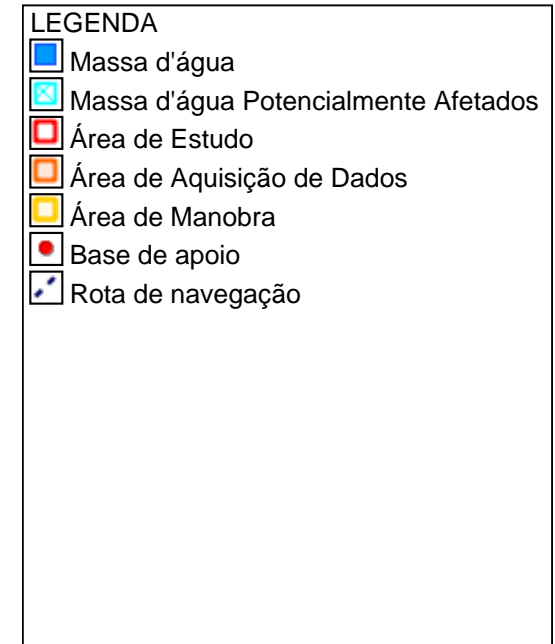 LEGENDA
Massa d'água
Massa d'água Potencialmente Afetados
Área de Estudo
Área de Aquisição de Dados
Área de Manobra
Base de apoio
Rota de navegação